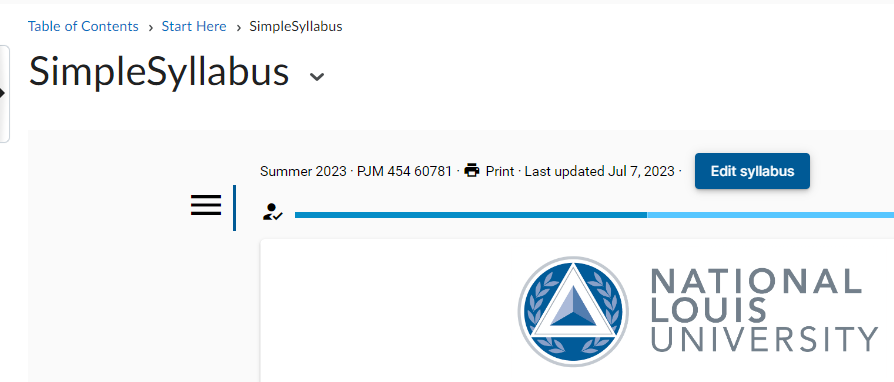 Table of Contents › Start Here › SimpleSyllabus
SimpleSyllabus
Summer 2023 · PJM 454 60781 · Print · Last updated Jul 7, 2023 · Edit syllabus
NATIONAL
LOUIS
UNIVERSITY